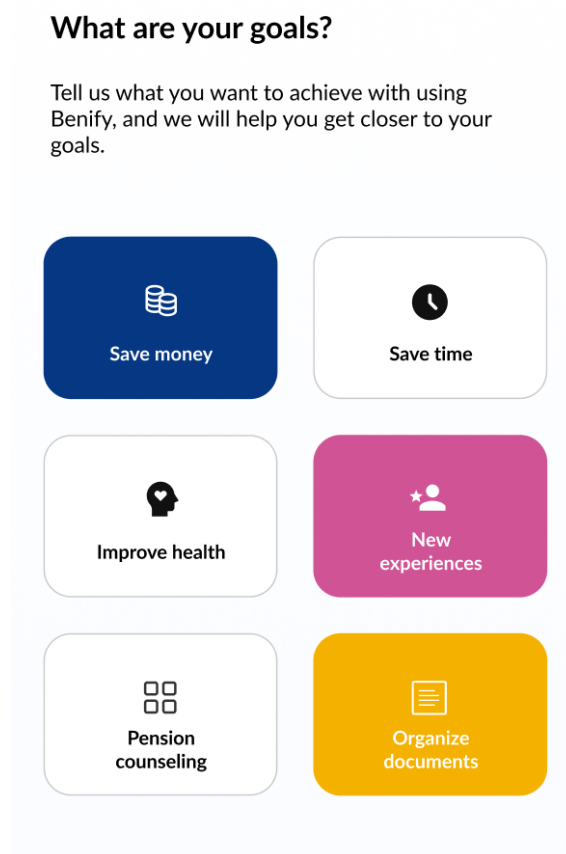 What are your goals?
Tell us what you want to achieve with using
Benify, and we will help you get closer to your
goals.
Save money
Save time
Improve health
New
experiences
Pension
counseling
Organize
documents